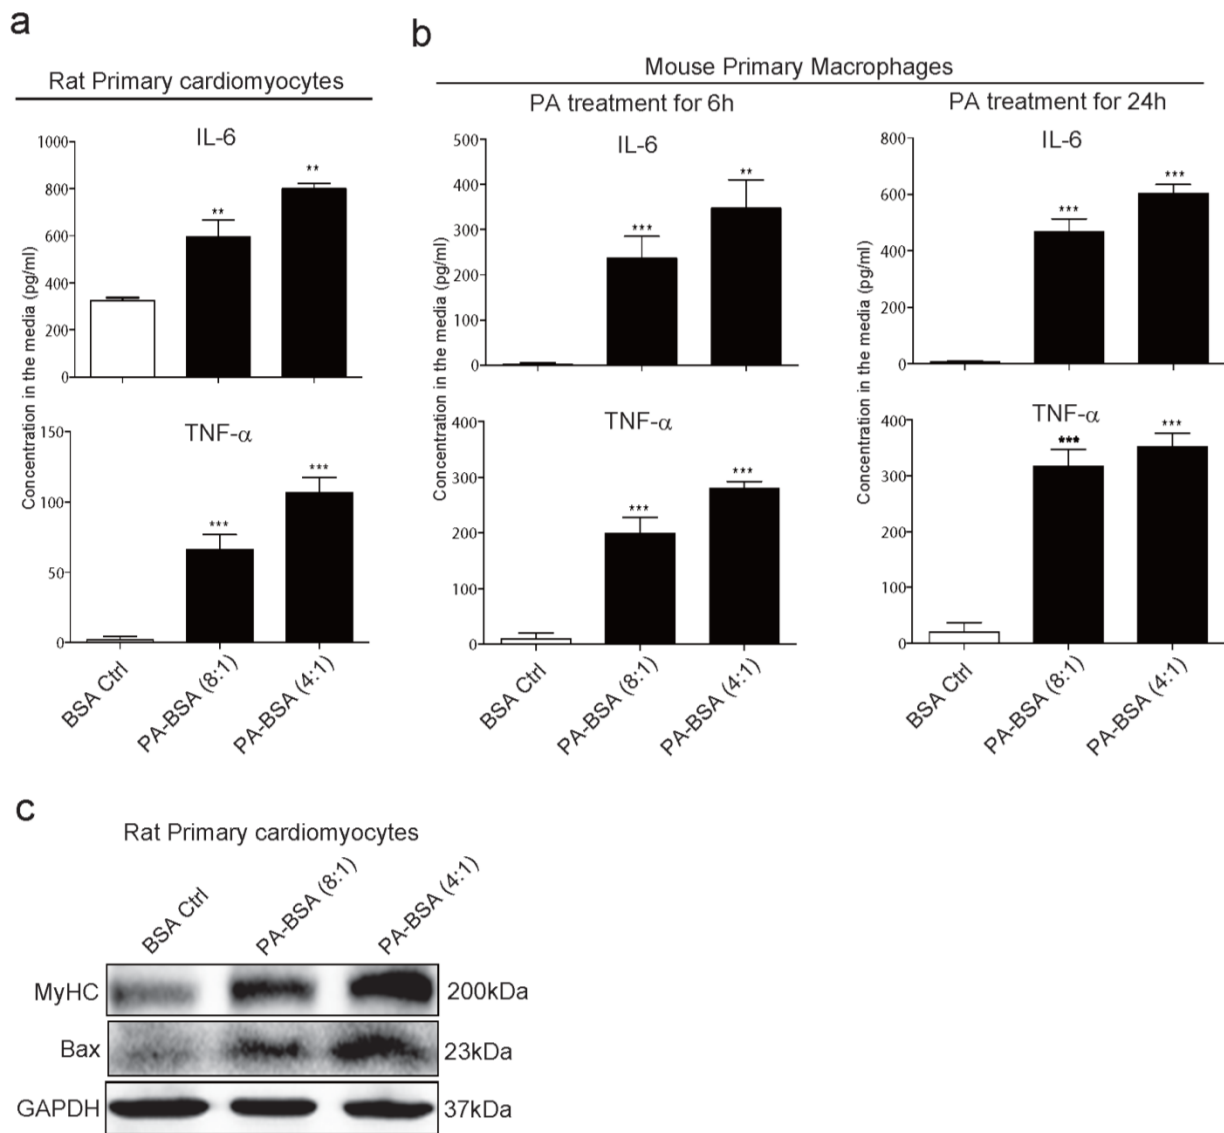 a
Rat Primary cardiomyocytes
IL-6
Concentration in the media (pg/ml)
1000
800
600
400
200
0
**
**
TNF-α
150
100
50
0
***
***
BSA Ctrl
PA-BSA (8:1)
PA-BSA (4:1)
b
Mouse Primary Macrophages
PA treatment for 6h
IL-6
Concentration in the media (pg/ml)
500
400
300
200
100
0
***
**
TNF-α
400
300
200
100
0
***
***
BSA Ctrl
PA-BSA (8:1)
PA-BSA (4:1)
PA treatment for 24h
IL-6
Concentration in the media (pg/ml)
800
600
400
200
0
***
***
TNF-α
400
300
200
100
0
***
***
BSA Ctrl
PA-BSA (8:1)
PA-BSA (4:1)
c
Rat Primary cardiomyocytes
BSA Ctrl
PA-BSA (8:1)
PA-BSA (4:1)
MyHC 200kDa
Bax 23kDa
GAPDH 37kDa